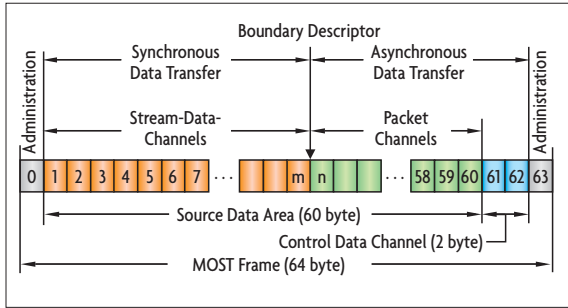 Boundary Descriptor
Administration
Synchronous
Data Transfer
Asynchronous
Data Transfer
Administration
Stream-Data-
Channels
Packet
Channels
0 1 2 3 4 5 6 7 ... m n ... 58 59 60 61 62 63
Source Data Area (60 byte)
Control Data Channel (2 byte)
MOST Frame (64 byte)